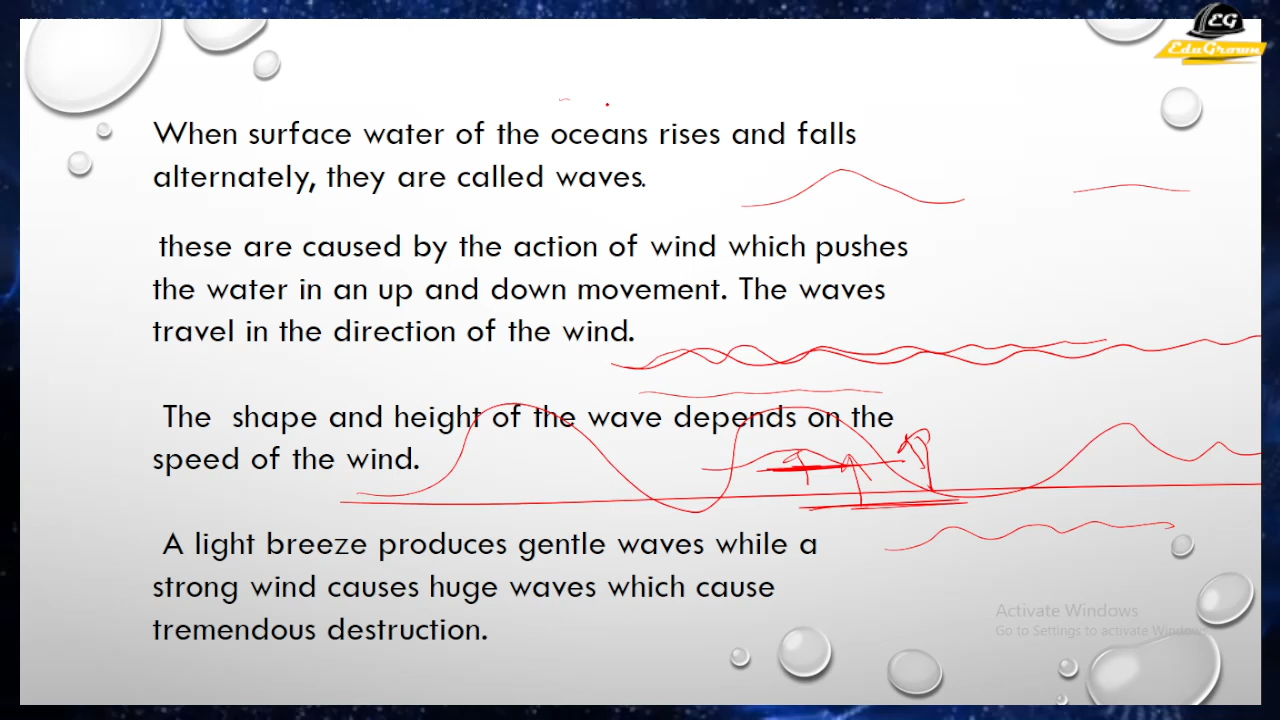 EG
EduGrown
When surface water of the oceans rises and falls
alternately, they are called waves.
these are caused by the action of wind which pushes
the water in an up and down movement. The waves
travel in the direction of the wind.
The shape and height of the wave depends on the
speed of the wind.
A light breeze produces gentle waves while a
strong wind causes huge waves which cause
tremendous destruction.
Activate Windows
Go to Settings to activate Windows.